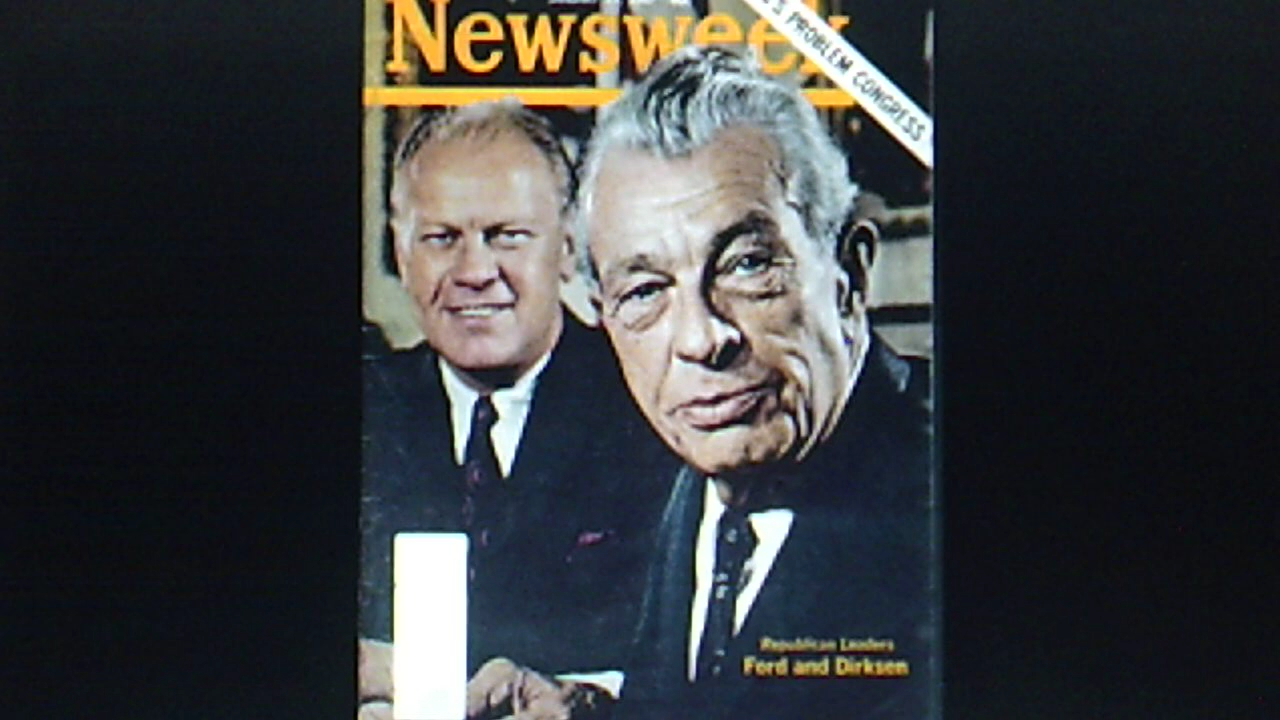 Newsweek
PROBLEM CONGRESS
Republican Leaders
Ford and Dirksen